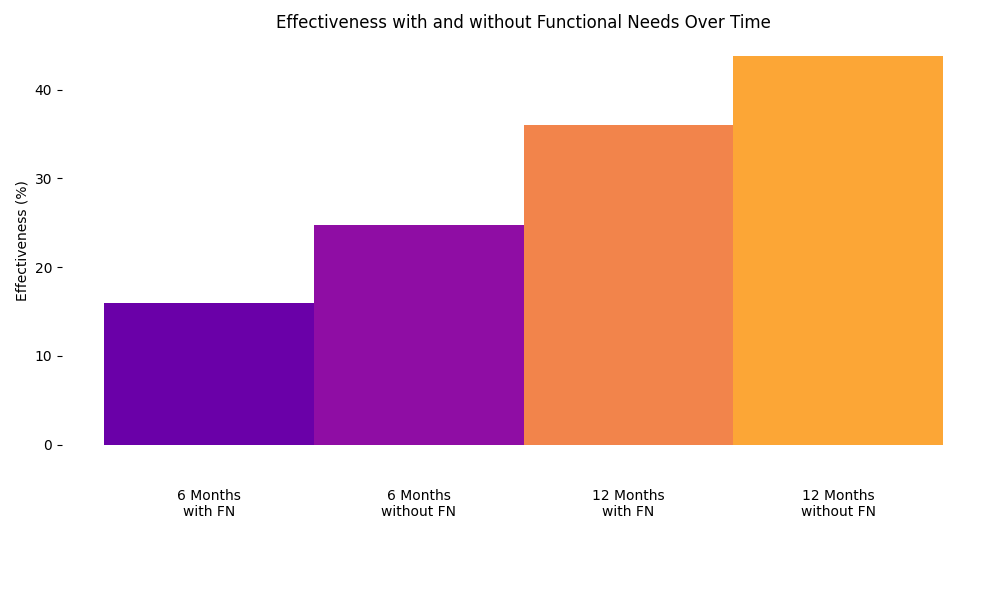 Effectiveness with and without Functional Needs Over Time
Effectiveness (%)
40
30
20
10
0
6 Months
with FN
6 Months
without FN
12 Months
with FN
12 Months
without FN